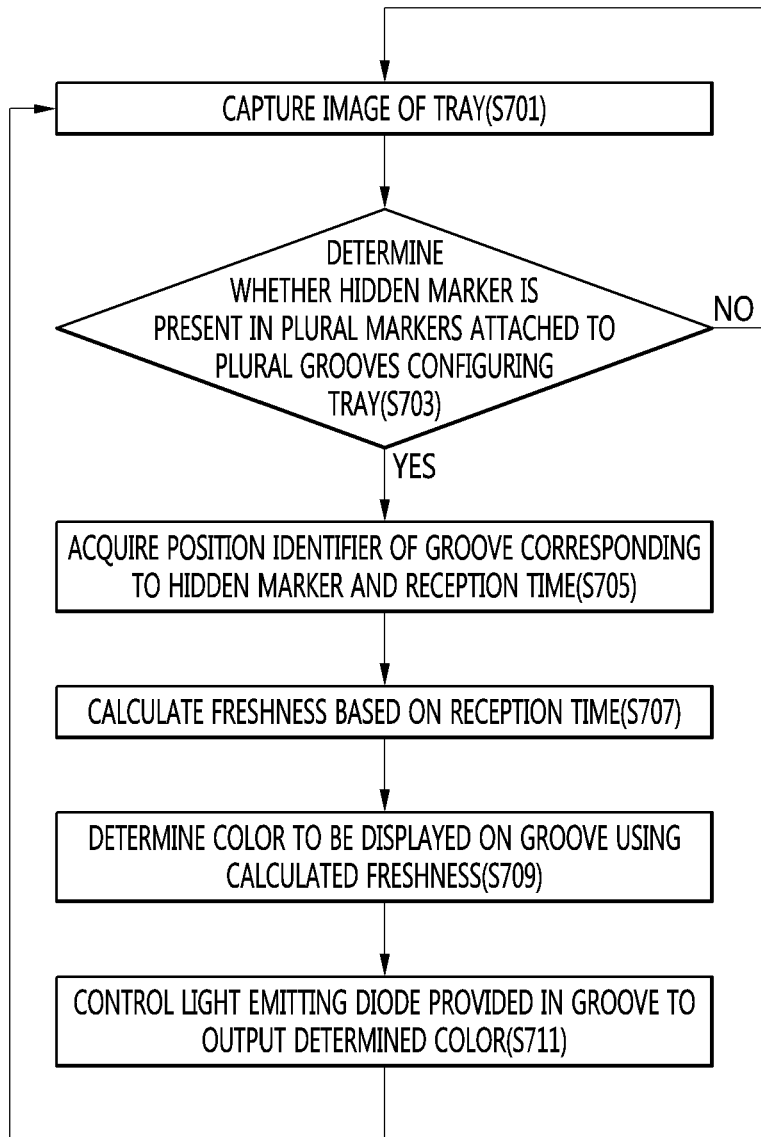 CAPTURE IMAGE OF TRAY(S701)
DETERMINE
WHETHER HIDDEN MARKER IS
PRESENT IN PLURAL MARKERS ATTACHED TO
PLURAL GROOVES CONFIGURING
TRAY(S703)
NO
YES
ACQUIRE POSITION IDENTIFIER OF GROOVE CORRESPONDING
TO HIDDEN MARKER AND RECEPTION TIME(S705)
CALCULATE FRESHNESS BASED ON RECEPTION TIME(S707)
DETERMINE COLOR TO BE DISPLAYED ON GROOVE USING
CALCULATED FRESHNESS(S709)
CONTROL LIGHT EMITTING DIODE PROVIDED IN GROOVE TO
OUTPUT DETERMINED COLOR(S711)